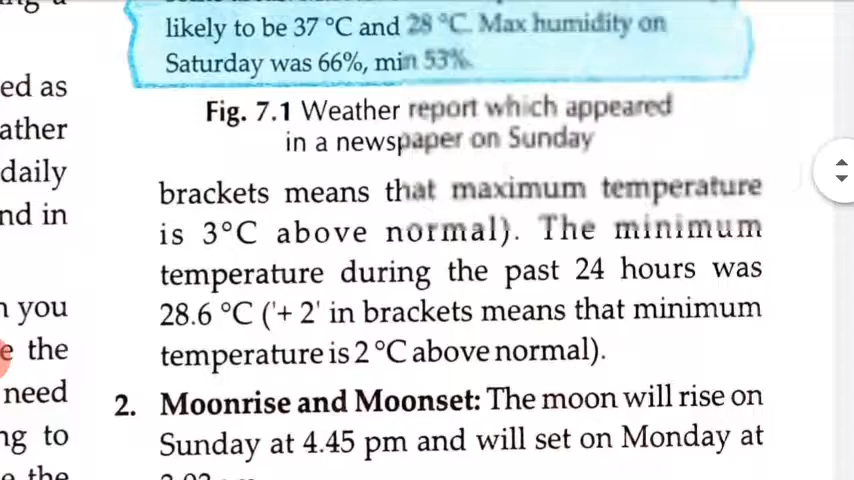 ed as
ather
daily
nd in
you
e the
need
ng to
e the
likely to be 37 °C and 28 °C. Max humidity on
Saturday was 66%, min 53%.
Fig. 7.1 Weather report which appeared
in a newspaper on Sunday
brackets means that maximum temperature
is 3°C above normal). The minimum
temperature during the past 24 hours was
28.6 °C ('+ 2' in brackets means that minimum
temperature is 2 °C above normal).
2. Moonrise and Moonset: The moon will rise on
Sunday at 4.45 pm and will set on Monday at